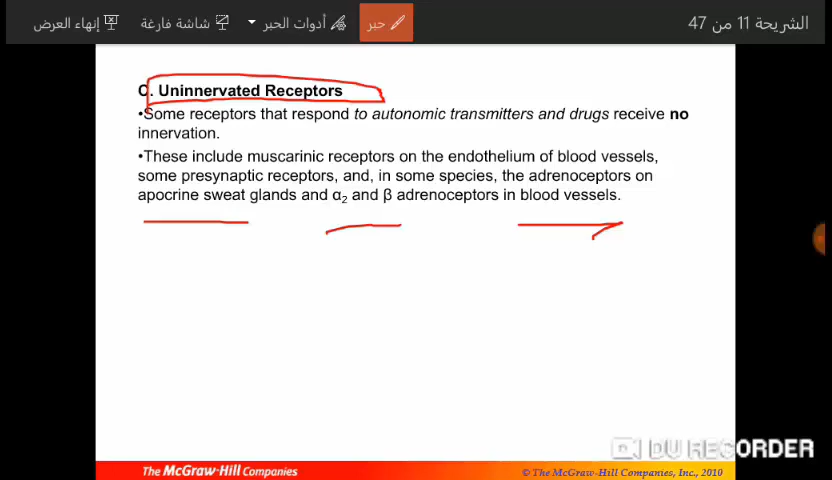 الشريحة 11 من 47
حبر
أدوات الحبر
شاشة فارغة
إنهاء العرض
C. Uninnervated Receptors
•Some receptors that respond to autonomic transmitters and drugs receive no
innervation.
•These include muscarinic receptors on the endothelium of blood vessels,
some presynaptic receptors, and, in some species, the adrenoceptors on
apocrine sweat glands and α2 and β adrenoceptors in blood vessels.
DU RECORDER
The McGraw-Hill Companies
© The McGraw-Hill Companies, Inc., 2010